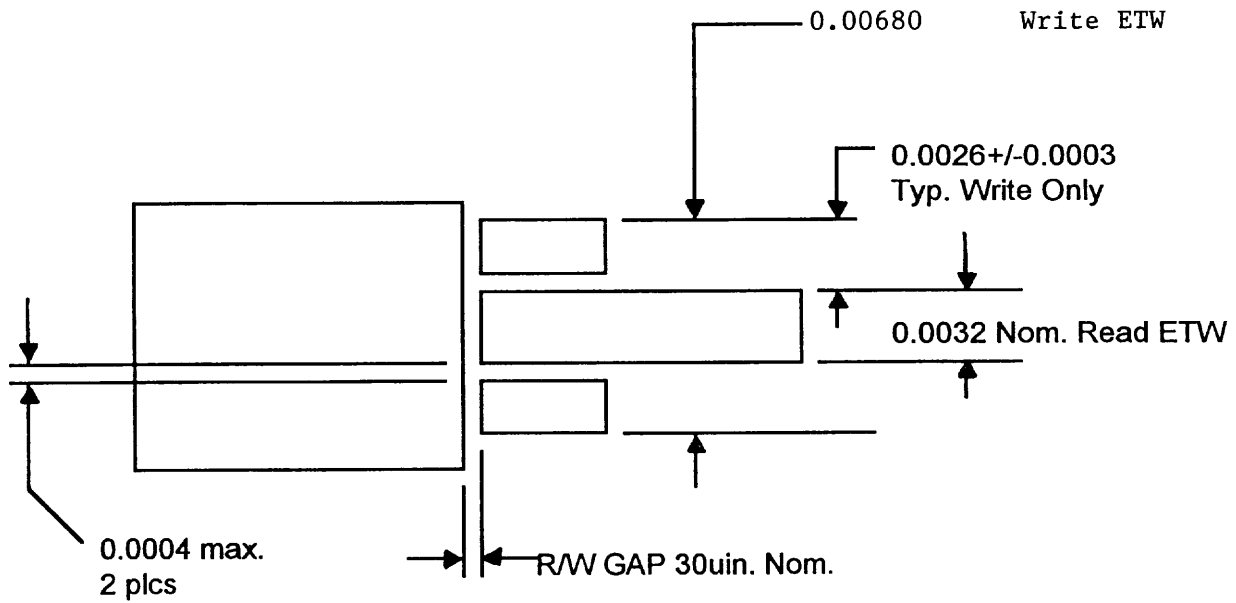 0.00680 Write ETW
0.0026+/-0.0003
Typ. Write Only
0.0032 Nom. Read ETW
0.0004 max.
2 plcs
R/W GAP 30uin. Nom.